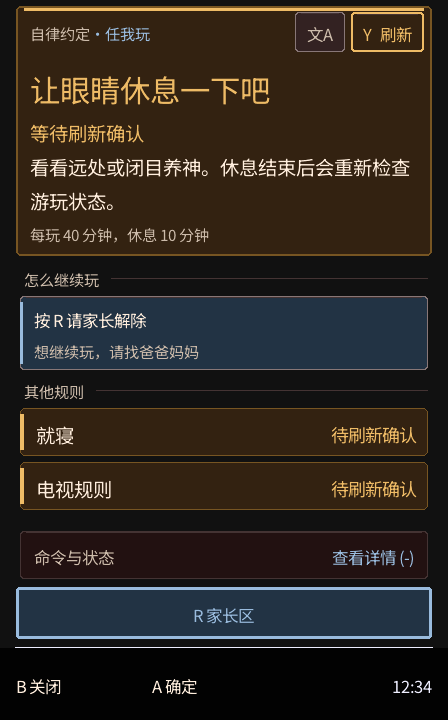 自律约定·任我玩
文A
Y 刷新
让眼睛休息一下吧
等待刷新确认
看看远处或闭目养神。休息结束后会重新检查
游玩状态。
每玩 40 分钟，休息 10 分钟
怎么继续玩
按 R 请家长解除
想继续玩，请找爸爸妈妈
其他规则
就寝 待刷新确认
电视规则 待刷新确认
命令与状态 查看详情 (-)
R 家长区
B 关闭 A 确定 12:34